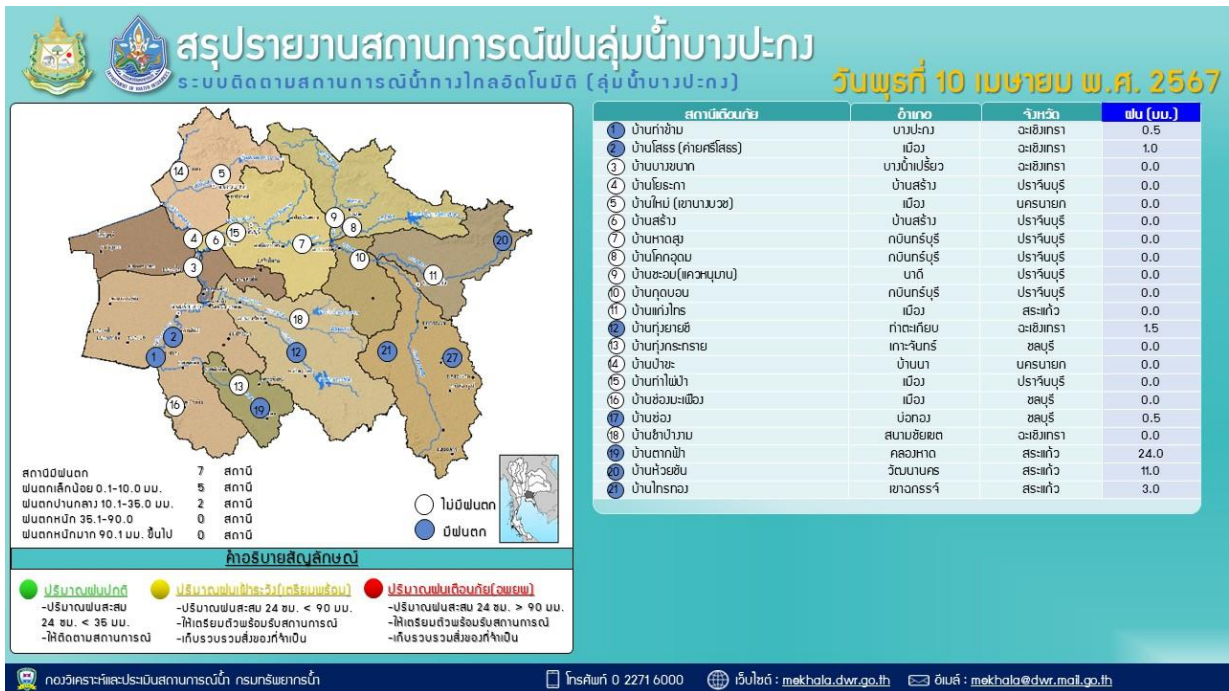 สรุปรายงานสถานการณ์ฝนลุ่มน้ำบางปะกง
ระบบติดตามสถานการณ์น้ำทางไกลอัตโนมัติ (ลุ่มน้ำบางปะกง)
วันพุธที่ 10 เมษายน พ.ศ. 2567
สถานีเตือนภัย อำเภอ จังหวัด ฝน (มม.)
1 บ้านท่าข้าม บางปะกง ฉะเชิงเทรา 0.5
2 บ้านโสธร (ค่ายศรีโสธร) เมือง ฉะเชิงเทรา 1.0
3 บ้านบางขนาก บางน้ำเปรี้ยว ฉะเชิงเทรา 0.0
4 บ้านโยธะกา บ้านสร้าง ปราจีนบุรี 0.0
5 บ้านใหม่ (เขานางบวช) เมือง นครนายก 0.0
6 บ้านสร้าง บ้านสร้าง ปราจีนบุรี 0.0
7 บ้านหาดสูง กบินทร์บุรี ปราจีนบุรี 0.0
8 บ้านโคกอุดม กบินทร์บุรี ปราจีนบุรี 0.0
9 บ้านชะอม(แควหนุมาน) นาดี ปราจีนบุรี 0.0
10 บ้านกุดบอน กบินทร์บุรี ปราจีนบุรี 0.0
11 บ้านแก่งไทร เมือง สระแก้ว 0.0
12 บ้านทุ่งยายชี ท่าตะเกียบ ฉะเชิงเทรา 1.5
13 บ้านทุ่งกระทราย เกาะจันทร์ ชลบุรี 0.0
14 บ้านป่าขะ บ้านนา นครนายก 0.0
15 บ้านท่าไผ่ป่า เมือง ปราจีนบุรี 0.0
16 บ้านช่องมะเฟือง เมือง ชลบุรี 0.0
17 บ้านช่อง บ่อทอง ชลบุรี 0.5
18 บ้านชำป่างาม สนามชัยเขต ฉะเชิงเทรา 0.0
19 บ้านตากฟ้า คลองหาด สระแก้ว 24.0
20 บ้านห้วยชัน วัฒนานคร สระแก้ว 11.0
21 บ้านไทรทอง เขาฉกรรจ์ สระแก้ว 3.0
14
5
9
8
4
6
15
7
20
10
3
11
18
2
1
12
21
27
13
16
19
สถานีมีฝนตก 7 สถานี
ฝนตกเล็กน้อย 0.1-10.0 มม. 5 สถานี
ฝนตกปานกลาง 10.1-35.0 มม. 2 สถานี
ฝนตกหนัก 35.1-90.0 0 สถานี
ฝนตกหนักมาก 90.1 มม. ขึ้นไป 0 สถานี
ไม่มีฝนตก
มีฝนตก
คำอธิบายสัญลักษณ์
ปริมาณฝนปกติ
-ปริมาณฝนสะสม
24 ชม. < 35 มม.
-ให้ติดตามสถานการณ์
ปริมาณฝนเฝ้าระวัง(เตรียมพร้อม)
-ปริมาณฝนสะสม 24 ชม. < 90 มม.
-ให้เตรียมตัวพร้อมรับสถานการณ์
-เก็บรวบรวมสิ่งของที่จำเป็น
ปริมาณฝนเตือนภัย(อพยพ)
-ปริมาณฝนสะสม 24 ชม. > 90 มม.
-ให้เตรียมตัวพร้อมรับสถานการณ์
-เก็บรวบรวมสิ่งของที่จำเป็น
กองวิเคราะห์และประเมินสถานการณ์น้ำ กรมทรัพยากรน้ำ
โทรศัพท์ 0 2271 6000
เว็บไซต์ : mekhala.dwr.go.th
อีเมล์ : mekhala@dwr.mail.go.th